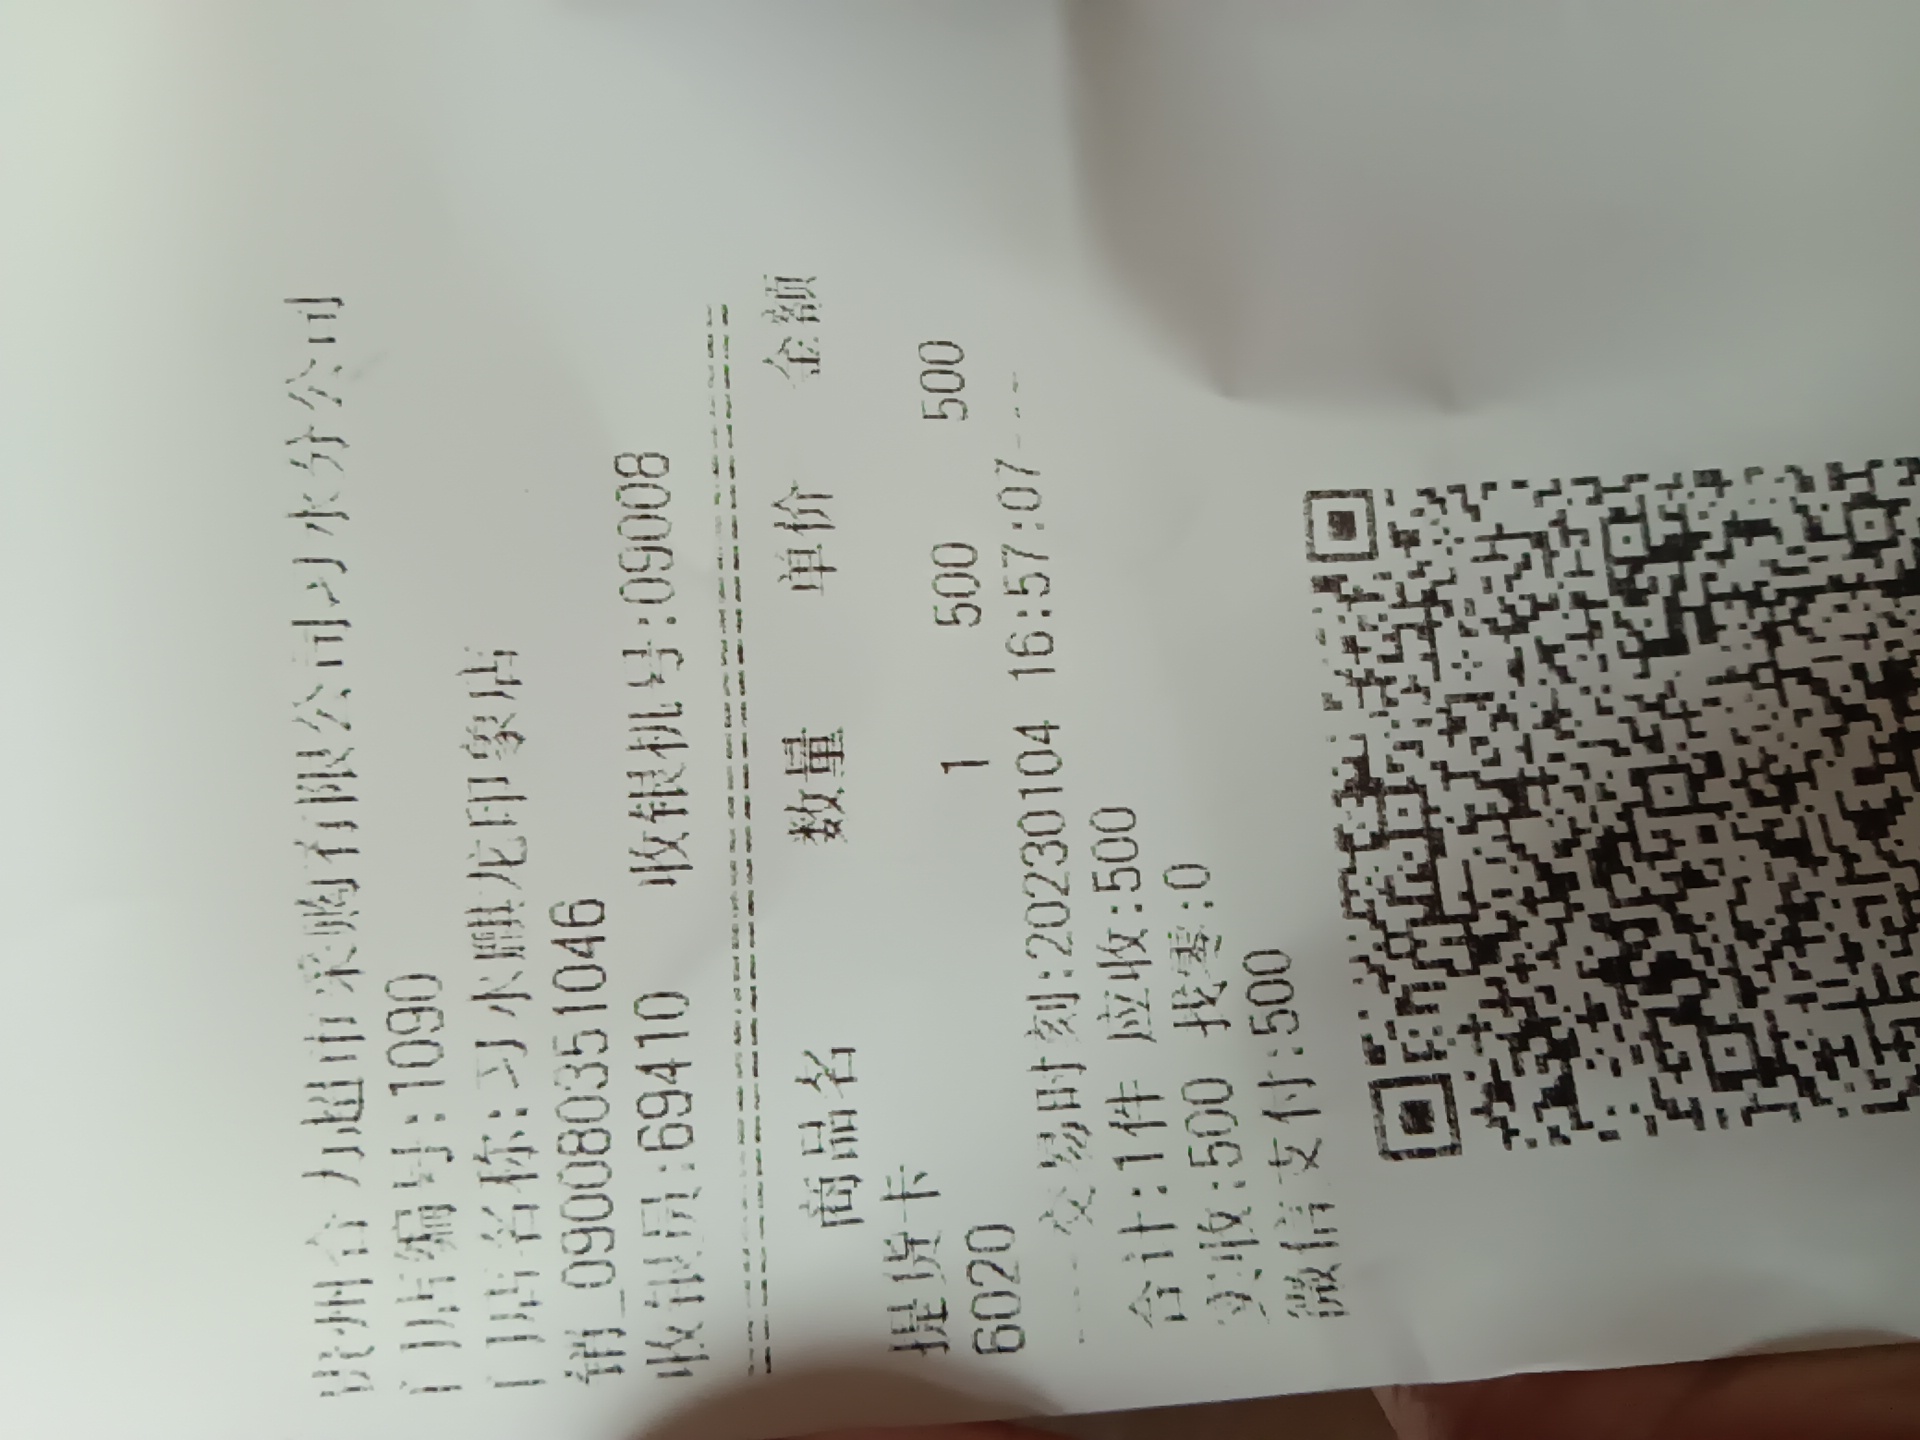 贵州合力超市采购有限公司习水分公司
门店编号:1090
门店名称:习水鹏龙印象店
销_090080351046
收银员:69410 收银机号:09008
商品名 数量 单价 金额
提货卡
6020 1 500 500
----交易时刻:20230104 16:57:07----
合计:1件 应收:500
实收:500 找零:0
微信支付:500